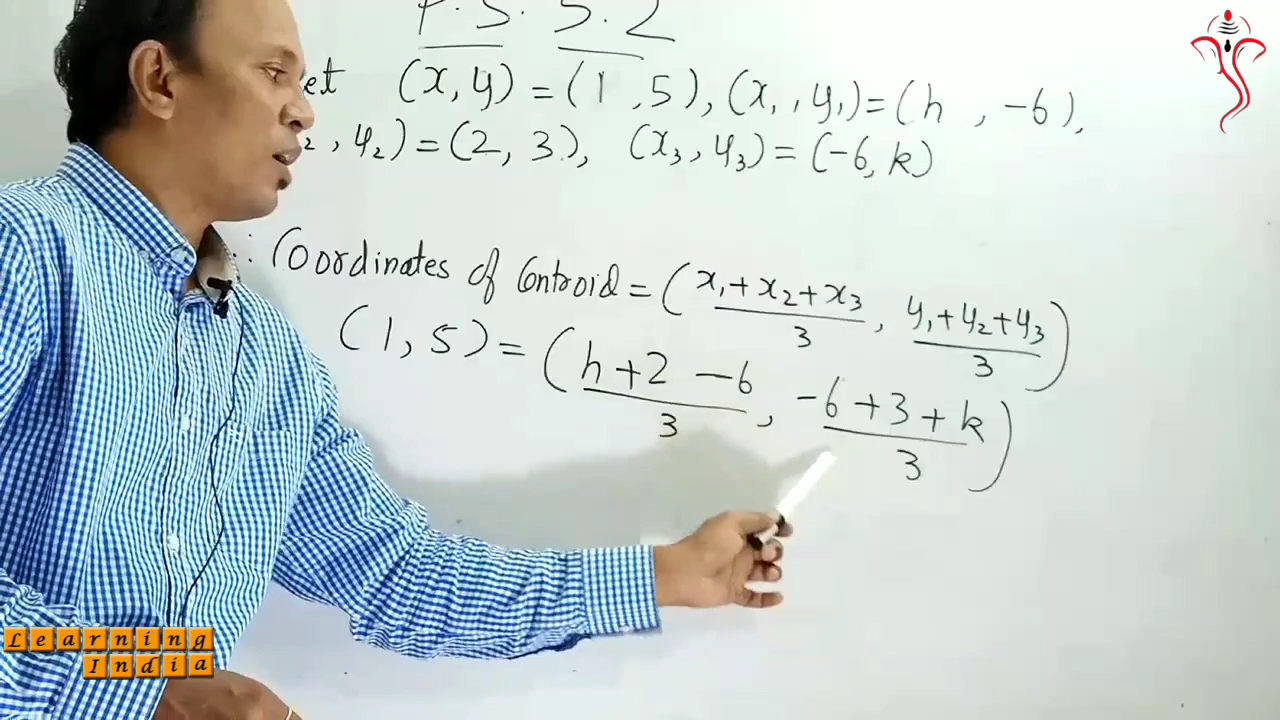 P.S. 5.2
et (x, y) = (1, 5), (x₁, y₁) = (h, -6),
₂, y₂) = (2, 3), (x₃, y₃) = (-6, k)
∴ Coordinates of Centroid = (x₁+x₂+x₃/3, y₁+y₂+y₃/3)
(1, 5) = (h+2-6/3, -6+3+k/3)
Learning
India